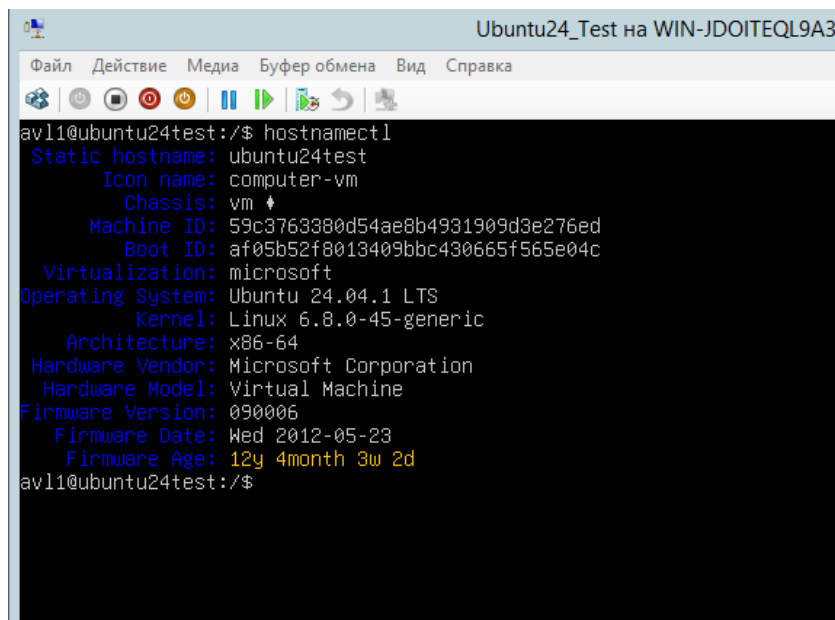 Ubuntu24_Test на WIN-JDOITEQL9A3
Файл Действие Медиа Буфер обмена Вид Справка
avl1@ubuntu24test:/$ hostnamectl
Static hostname: ubuntu24test
Icon name: computer-vm
Chassis: vm ♦
Machine ID: 59c3763380d54ae8b4931909d3e276ed
Boot ID: af05b52f8013409bbc430665f565e04c
Virtualization: microsoft
Operating System: Ubuntu 24.04.1 LTS
Kernel: Linux 6.8.0-45-generic
Architecture: x86-64
Hardware Vendor: Microsoft Corporation
Hardware Model: Virtual Machine
Firmware Version: 090006
Firmware Date: Wed 2012-05-23
Firmware Age: 12y 4month 3w 2d
avl1@ubuntu24test:/$